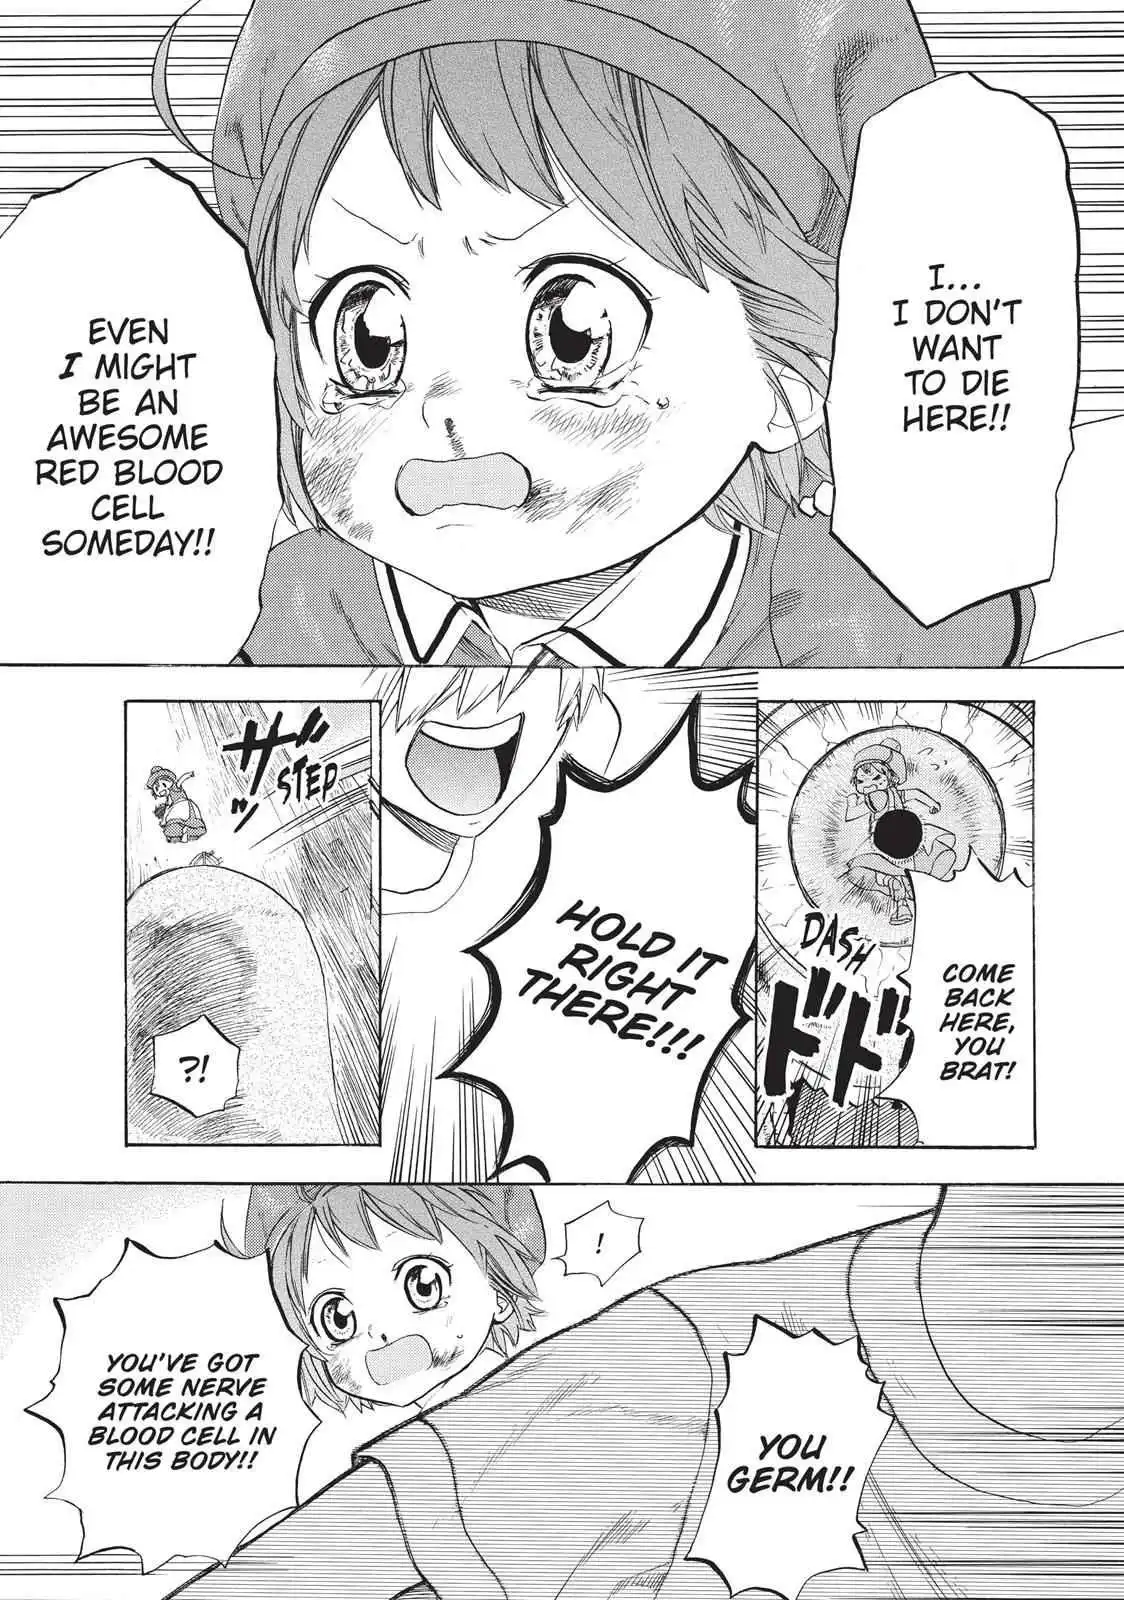 I...
I DON'T
WANT
TO DIE
HERE!!
EVEN
I MIGHT
BE AN
AWESOME
RED BLOOD
CELL
SOMEDAY!!
COME
BACK
HERE,
YOU
BRAT!
DASH
ドドド
HOLD IT
RIGHT
THERE!!!
ザッ
STEP
?!
!
YOU
GERM!!
YOU'VE GOT
SOME NERVE
ATTACKING A
BLOOD CELL IN
THIS BODY!!